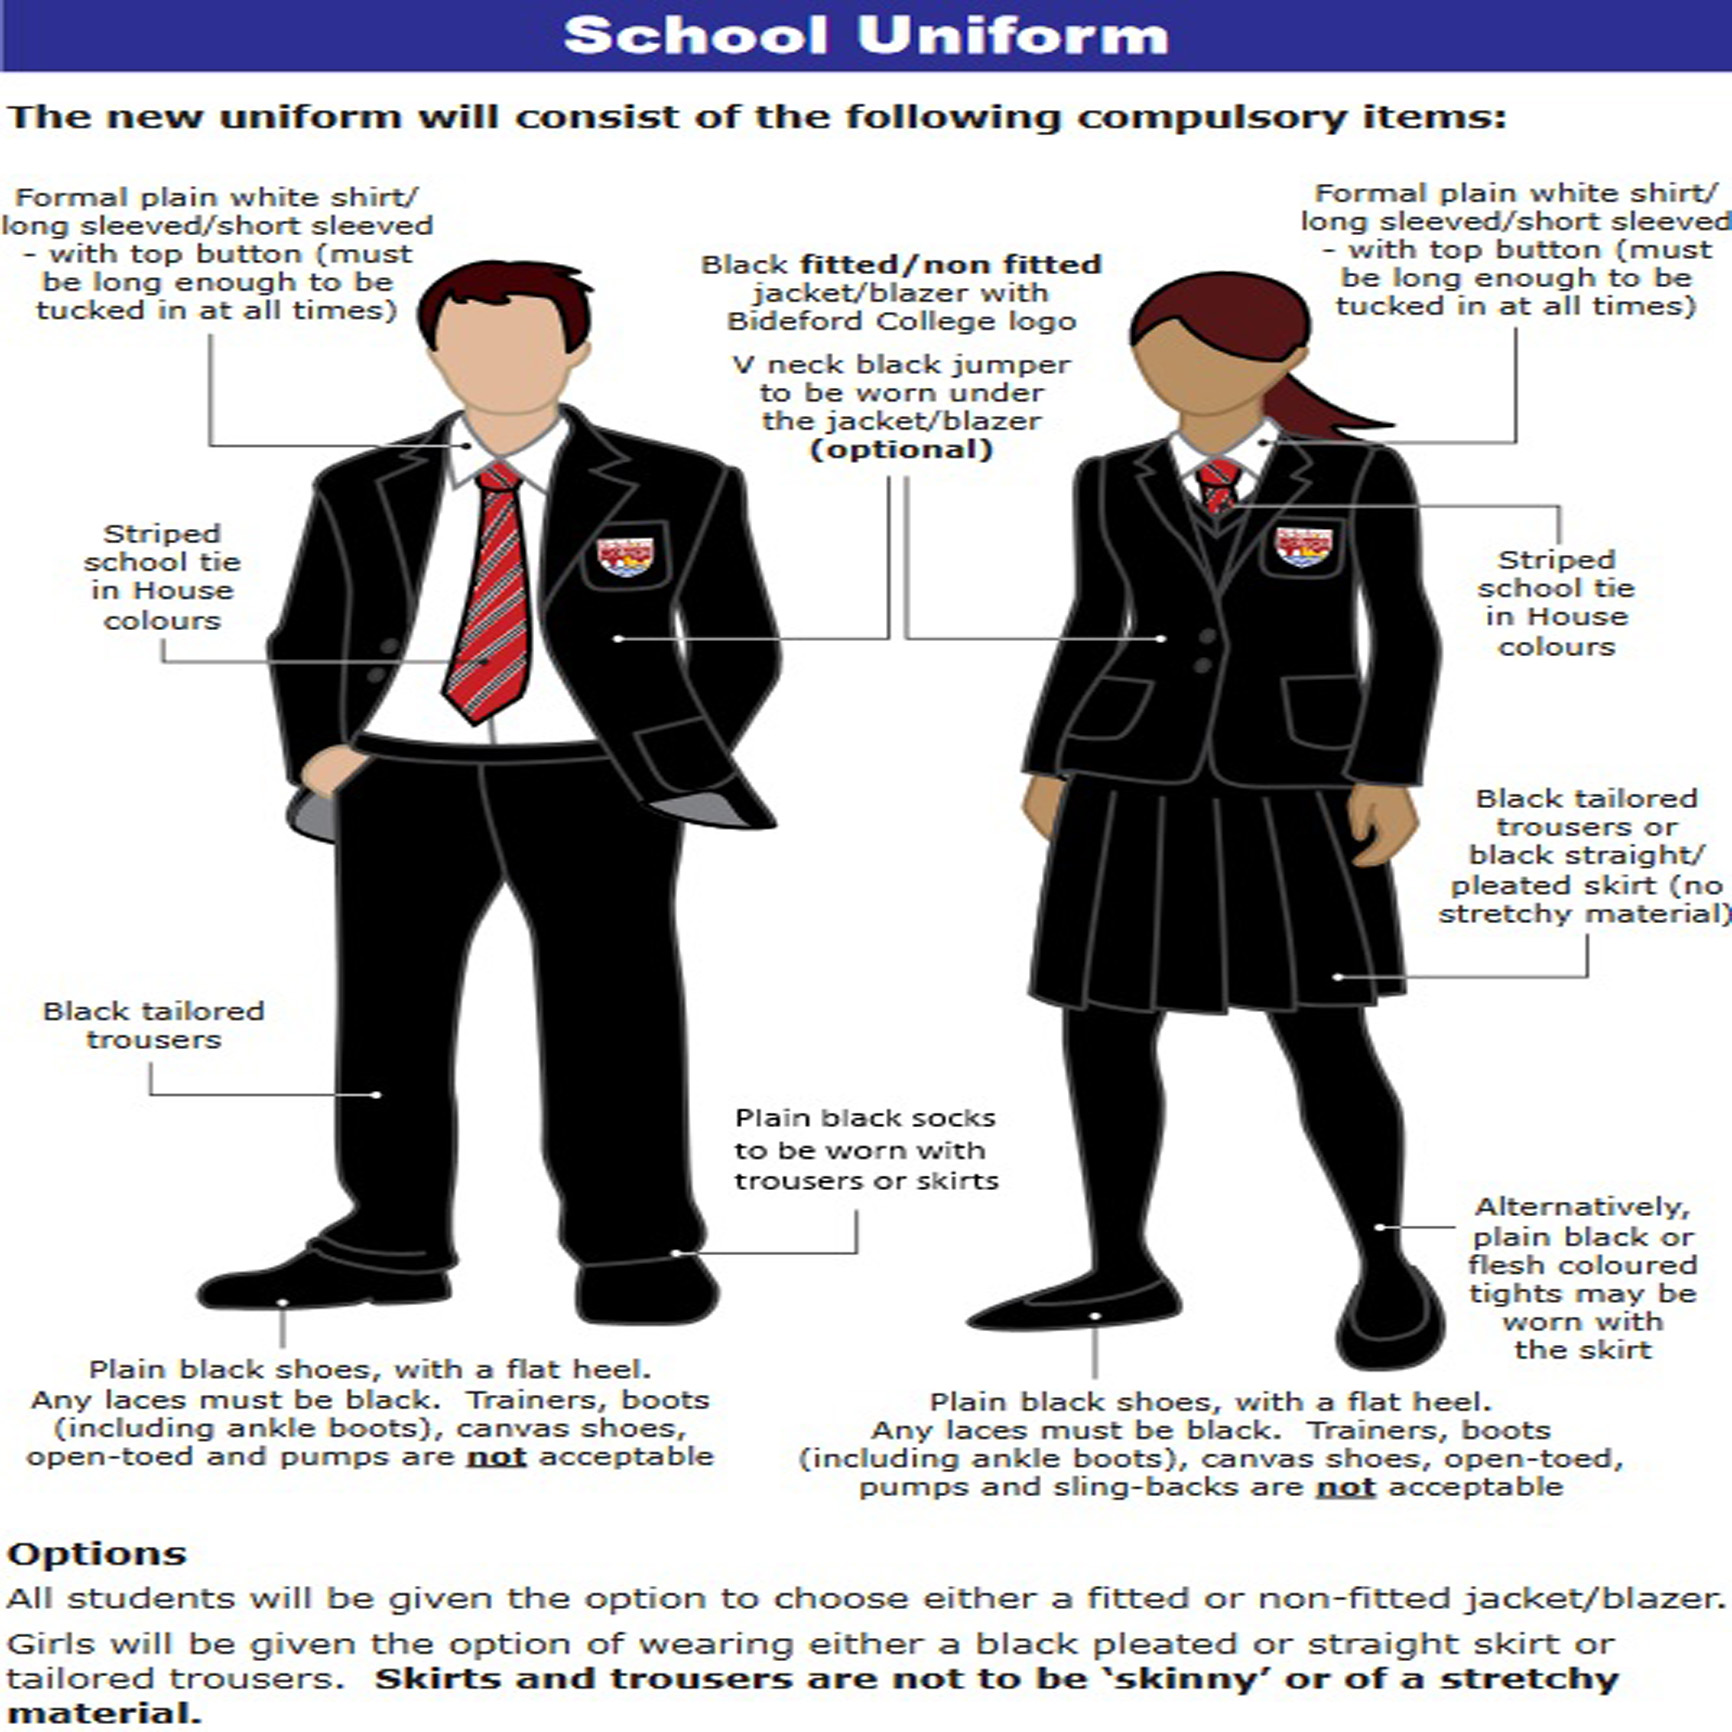 School Uniform
The new uniform will consist of the following compulsory items:
Formal plain white shirt/
long sleeved/short sleeved
- with top button (must
be long enough to be
tucked in at all times)
Black fitted/non fitted
jacket/blazer with
Bideford College logo
V neck black jumper
to be worn under
the jacket/blazer
(optional)
Formal plain white shirt/
long sleeved/short sleeved
- with top button (must
be long enough to be
tucked in at all times)
Striped
school tie
in House
colours
Striped
school tie
in House
colours
Black tailored
trousers or
black straight/
pleated skirt (no
stretchy material)
Black tailored
trousers
Plain black socks
to be worn with
trousers or skirts
Alternatively,
plain black or
flesh coloured
tights may be
worn with
the skirt
Plain black shoes, with a flat heel.
Any laces must be black.  Trainers, boots
(including ankle boots), canvas shoes,
open-toed and pumps are not acceptable
Plain black shoes, with a flat heel.
Any laces must be black.  Trainers, boots
(including ankle boots), canvas shoes, open-toed,
pumps and sling-backs are not acceptable
Options
All students will be given the option to choose either a fitted or non-fitted jacket/blazer.
Girls will be given the option of wearing either a black pleated or straight skirt or
tailored trousers.  Skirts and trousers are not to be ‘skinny’ or of a stretchy
material.